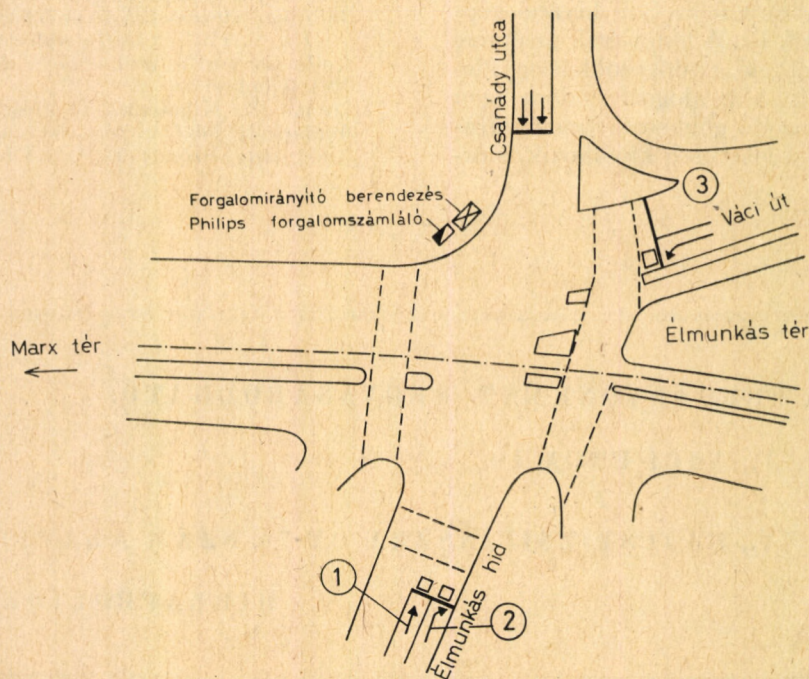 Csanády utca
Forgalomirányító berendezés
Philips forgalomszámláló
3
Váci út
Marx tér
Élmunkás tér
1
2
Élmunkás híd